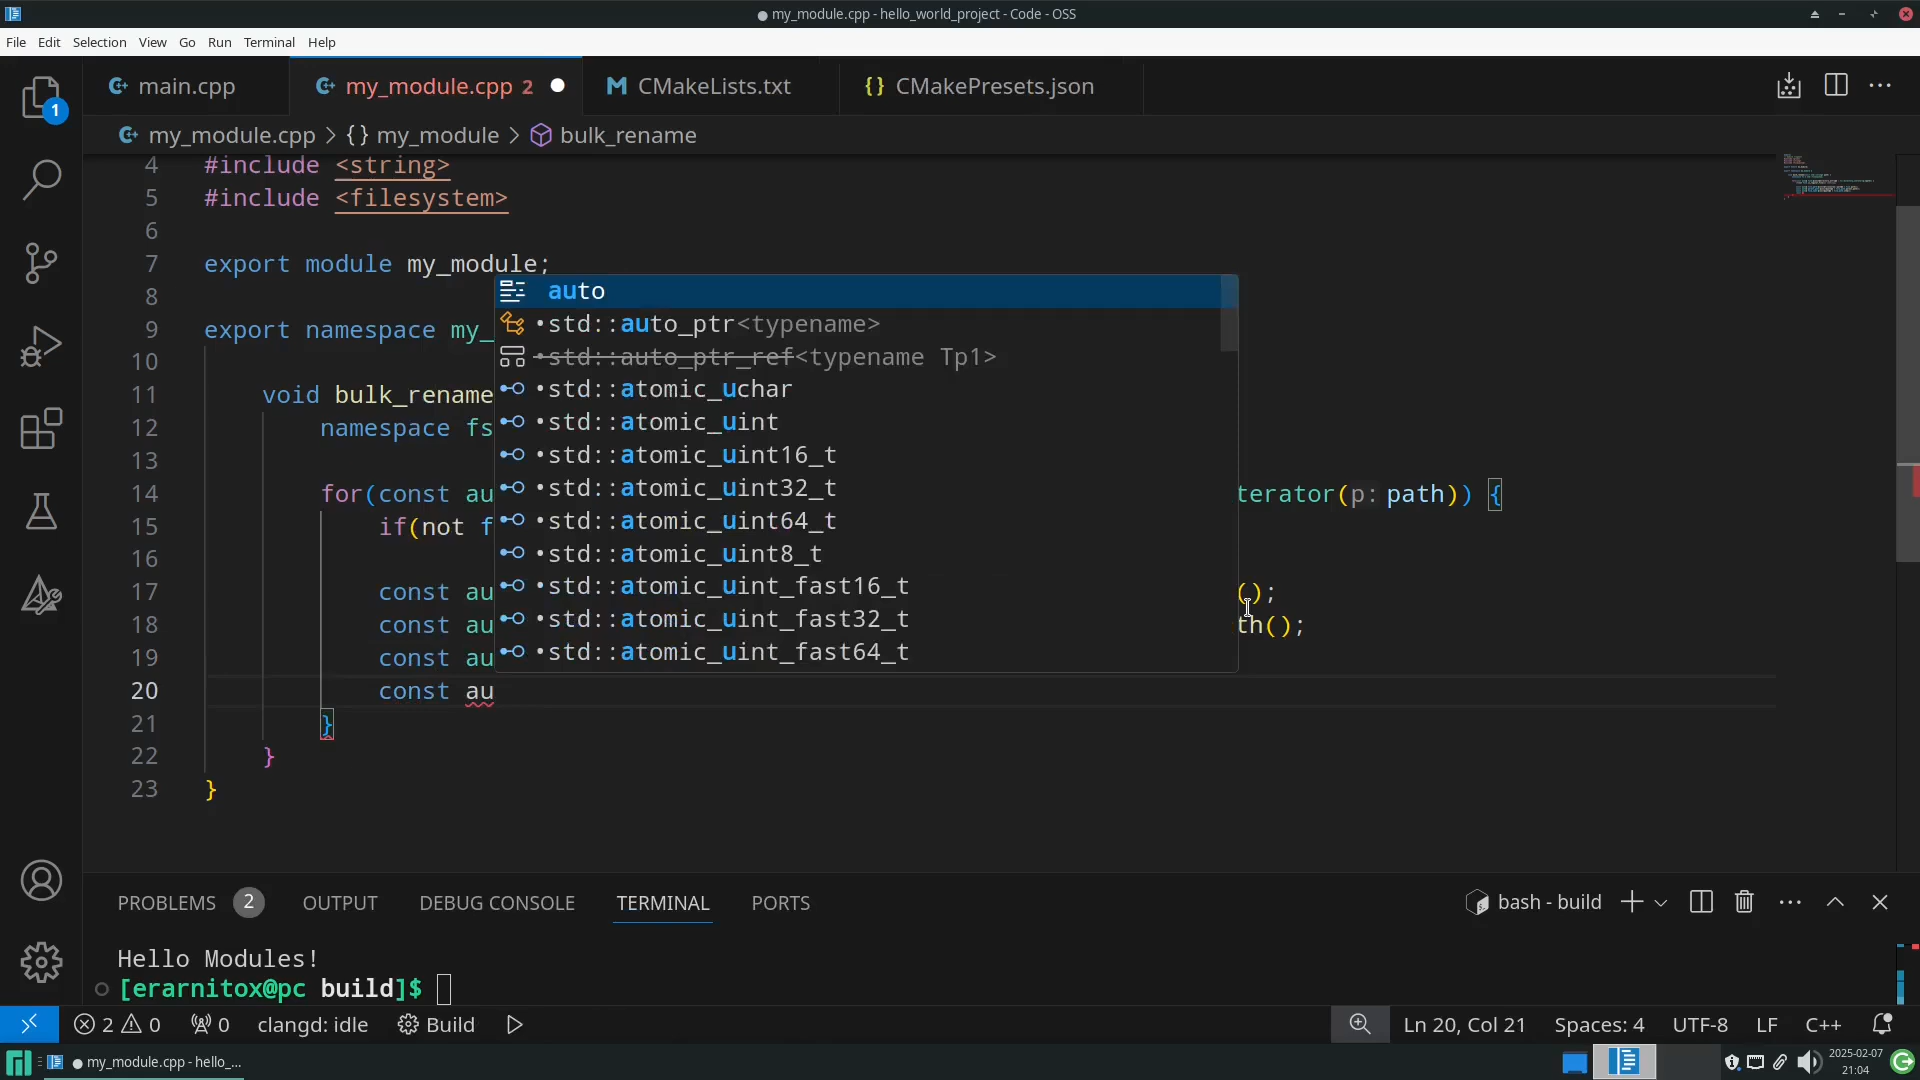 my_module.cpp - hello_world_project - Code - OSS
File Edit Selection View Go Run Terminal Help
1
main.cpp
my_module.cpp 2
CMakeLists.txt
CMakePresets.json
my_module.cpp > {} my_module > bulk_rename
4 #include <string>
5 #include <filesystem>
6
7 export module my_module;
8
9 export namespace my_
10
11 void bulk_rename
12 namespace fs
13
14 for(const au
terator(p: path)) {
15 if(not f
16
17 const au
();
18 const au
th();
19 const au
20 const au
21 }
22 }
23 }
auto
•std::auto_ptr<typename>
•std::auto_ptr_ref<typename Tp1>
•std::atomic_uchar
•std::atomic_uint
•std::atomic_uint16_t
•std::atomic_uint32_t
•std::atomic_uint64_t
•std::atomic_uint8_t
•std::atomic_uint_fast16_t
•std::atomic_uint_fast32_t
•std::atomic_uint_fast64_t
PROBLEMS 2 OUTPUT DEBUG CONSOLE TERMINAL PORTS
bash - build
Hello Modules!
[erarnitox@pc build]$
2 0 0 clangd: idle Build
Ln 20, Col 21 Spaces: 4 UTF-8 LF C++
my_module.cpp - hello_...
2025-02-07
21:04